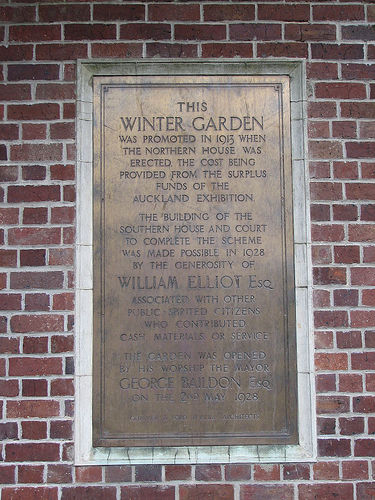 THIS
WINTER GARDEN
WAS PROMOTED IN 1913 WHEN
THE NORTHERN HOUSE WAS
ERECTED, THE COST BEING
PROVIDED FROM THE SURPLUS
FUNDS OF THE
AUCKLAND EXHIBITION.
THE BUILDING OF THE
SOUTHERN HOUSE AND COURT
TO COMPLETE THE SCHEME
WAS MADE POSSIBLE IN 1928
BY THE GENEROSITY OF
WILLIAM ELLIOT ESQ
ASSOCIATED WITH OTHER
PUBLIC-SPIRITED CITIZENS
WHO CONTRIBUTED
CASH, MATERIALS OR SERVICE
THE GARDEN WAS OPENED
BY HIS WORSHIP THE MAYOR
GEORGE BAILDON ESQ
ON THE 2ND MAY 1928
ARCHITECTS